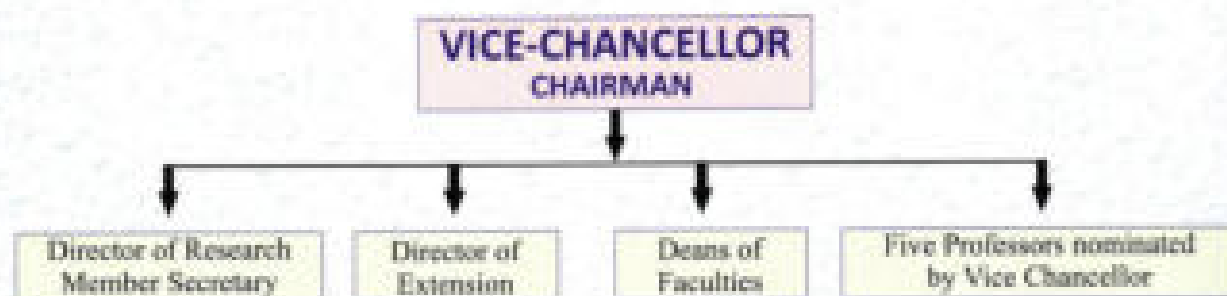 VICE-CHANCELLOR
CHAIRMAN
Director of Research
Member Secretary
Director of
Extension
Deans of
Faculties
Five Professors nominated
by Vice Chancellor